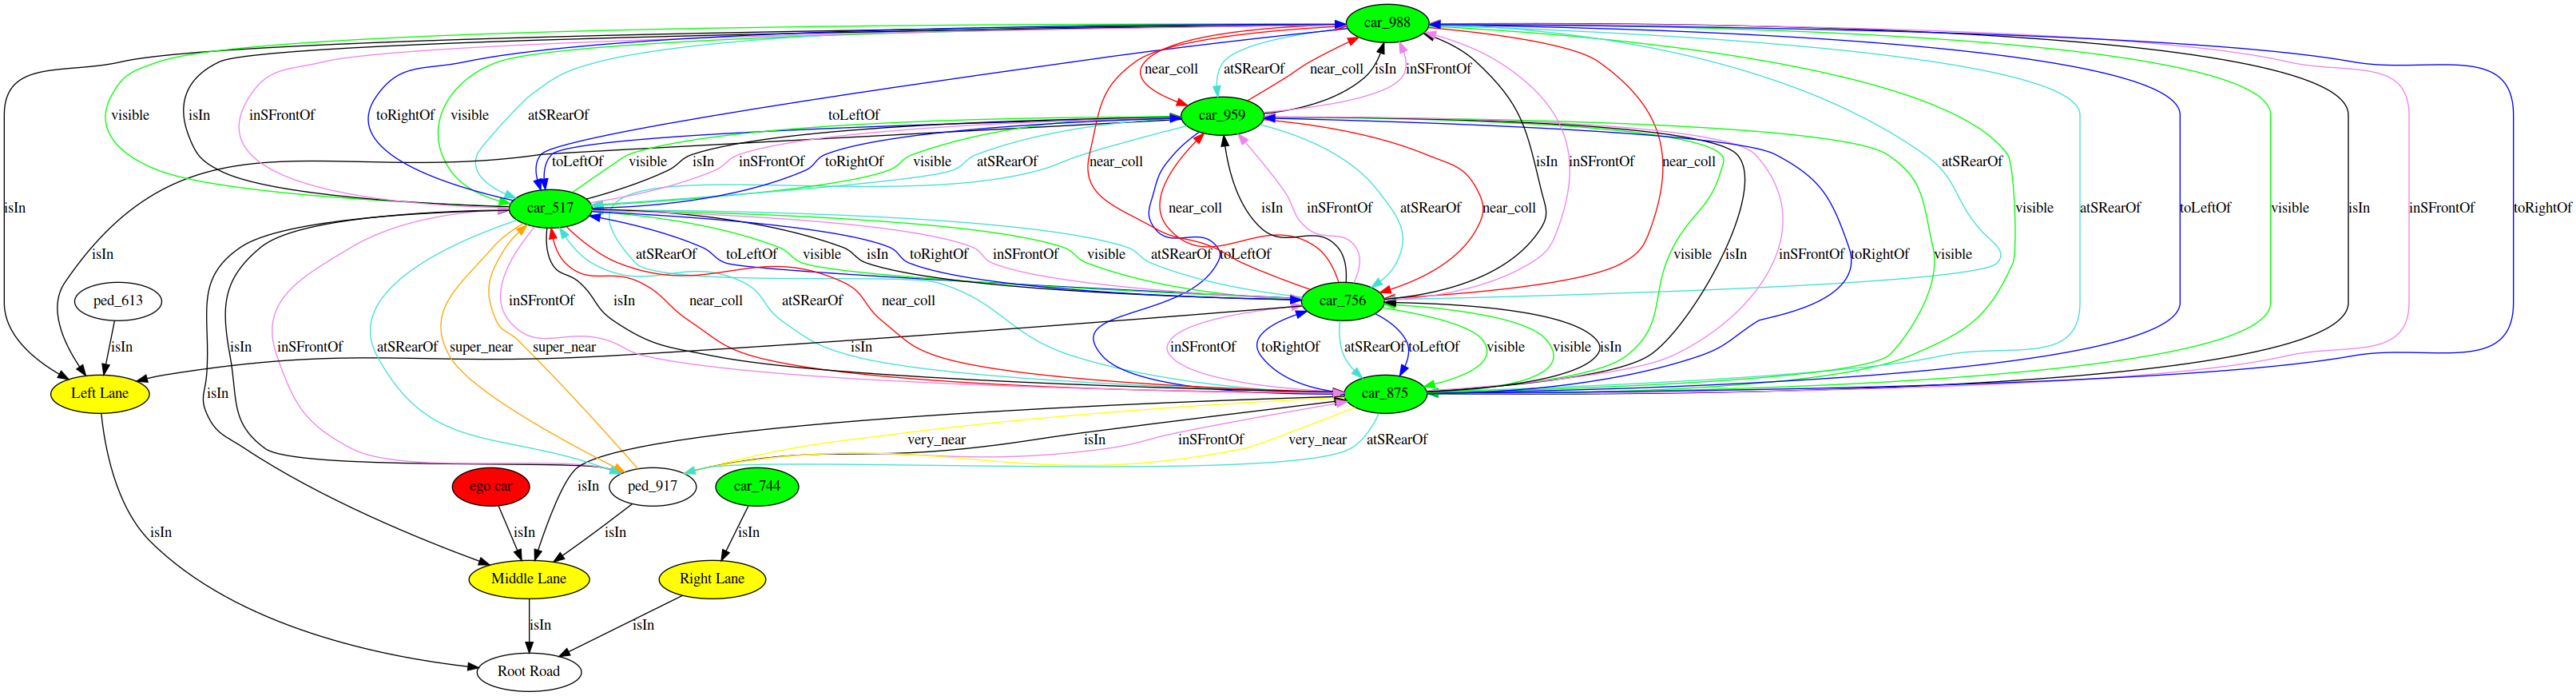 car_988
near_coll atSRearOf near_coll isIn inSFrontOf
car_959
visible isIn inSFrontOf toRightOf visible atSRearOf toLeftOf
toLeftOf visible isIn inSFrontOf toRightOf visible atSRearOf near_coll isIn inSFrontOf near_coll atSRearOf
car_517
isIn near_coll isIn inSFrontOf atSRearOf near_coll visible atSRearOf toLeftOf visible isIn inSFrontOf toRightOf
isIn atSRearOf toLeftOf visible isIn toRightOf inSFrontOf visible atSRearOf toLeftOf visible isIn inSFrontOf toRightOf visible
ped_613
inSFrontOf isIn near_coll atSRearOf near_coll
car_756
isIn isIn inSFrontOf atSRearOf super_near super_near isIn inSFrontOf toRightOf atSRearOf toLeftOf visible visible isIn
Left Lane
isIn
car_875
very_near isIn inSFrontOf very_near atSRearOf
ego car
isIn
ped_917
car_744
isIn isIn isIn isIn
Middle Lane
Right Lane
isIn isIn
Root Road